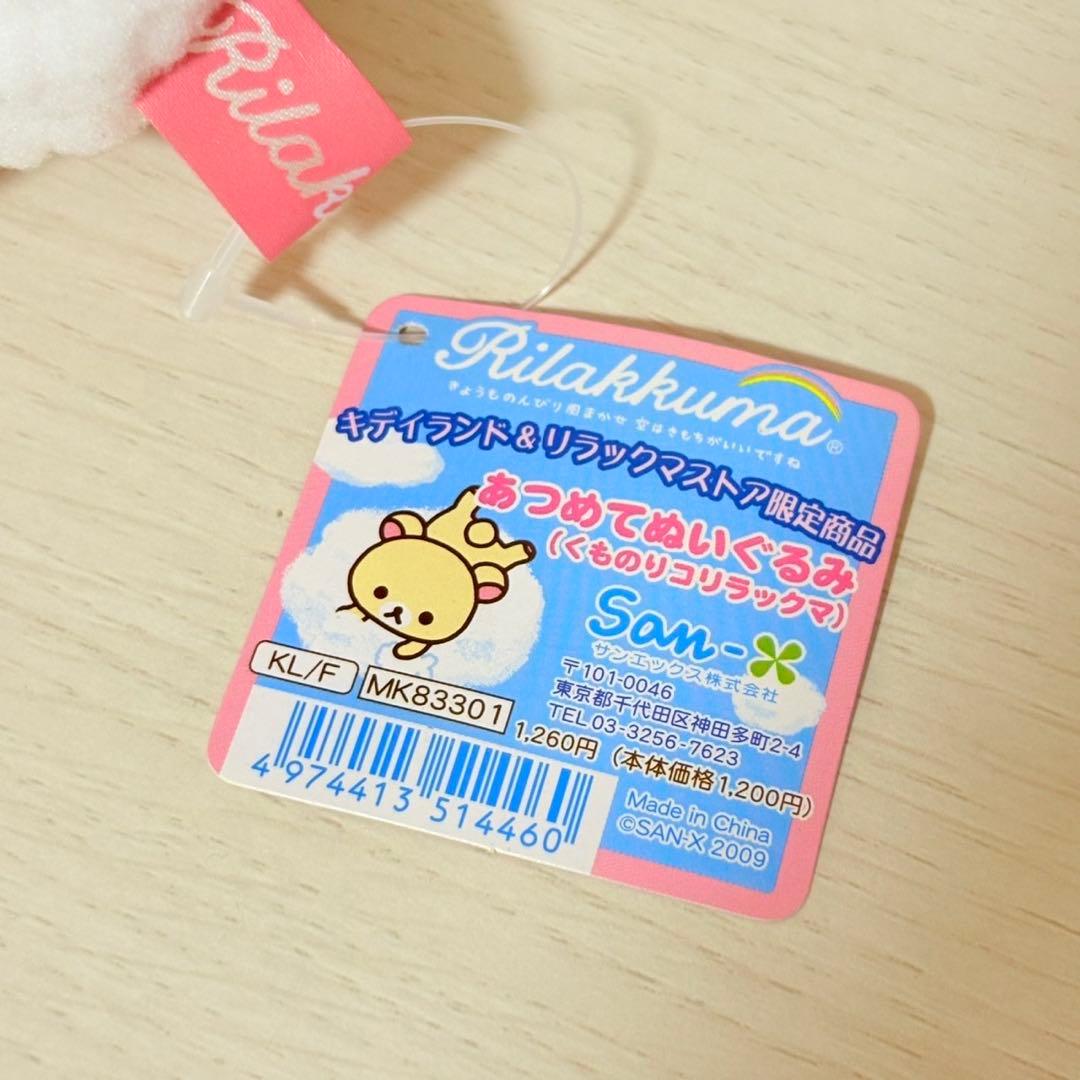 Rilak
Rilakkuma®
きょうものんびり風まかせ 空はきもちがいいですね
キデイランド&リラックマストア限定商品
あつめてぬいぐるみ
(くものりコリラックマ)
San-
サンエックス株式会社
〒101-0046
東京都千代田区神田多町2-4
TEL 03-3256-7623
KL/F
MK83301
1,260円 (本体価格1,200円)
4 974413 514460
Made in China
©SAN-X 2009